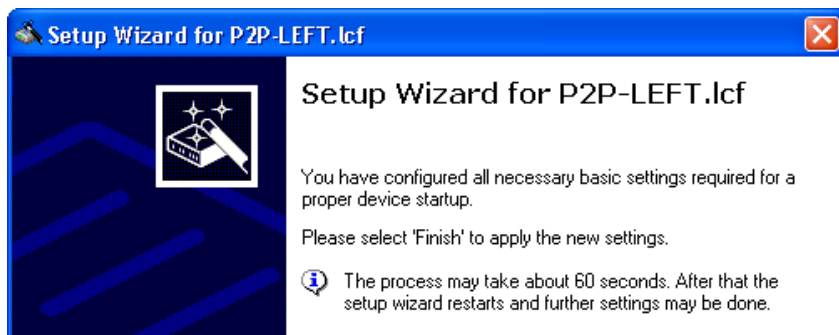 Setup Wizard for P2P-LEFT.lcf
Setup Wizard for P2P-LEFT.lcf
You have configured all necessary basic settings required for a
proper device startup.
Please select 'Finish' to apply the new settings.
The process may take about 60 seconds. After that the
setup wizard restarts and further settings may be done.